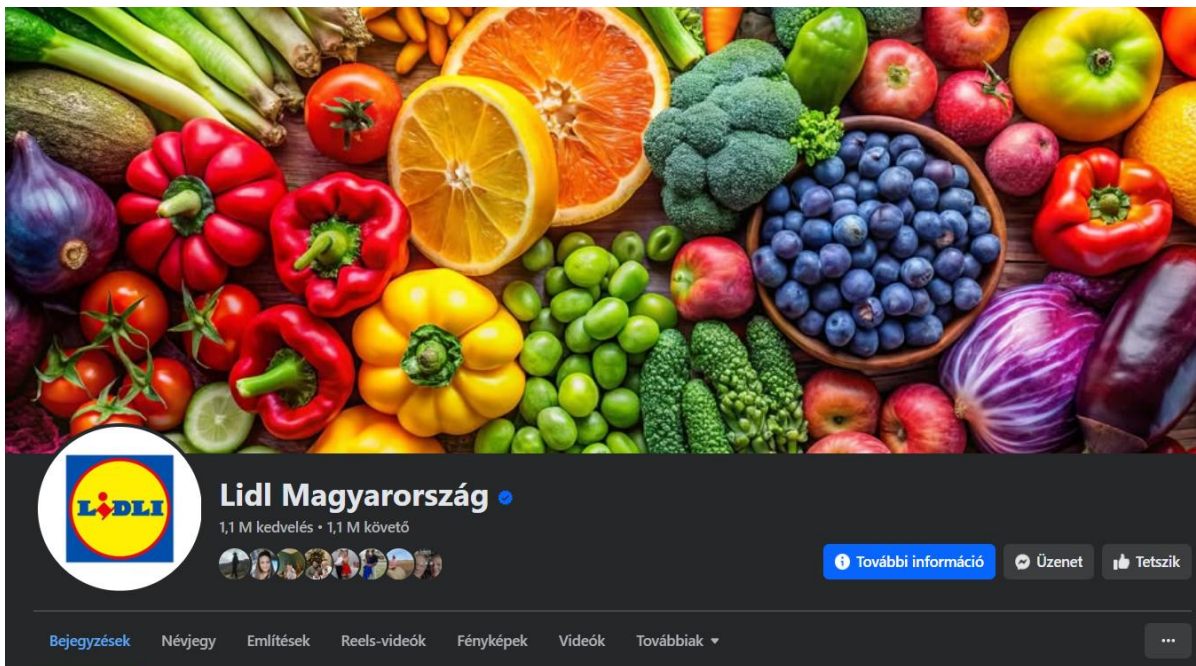 LiDLI
Lidl Magyarország
1,1 M kedvelés • 1,1 M követő
További információ
Üzenet
Tetszik
Bejegyzések
Névjegy
Említések
Reels-videók
Fényképek
Videók
Továbbiak